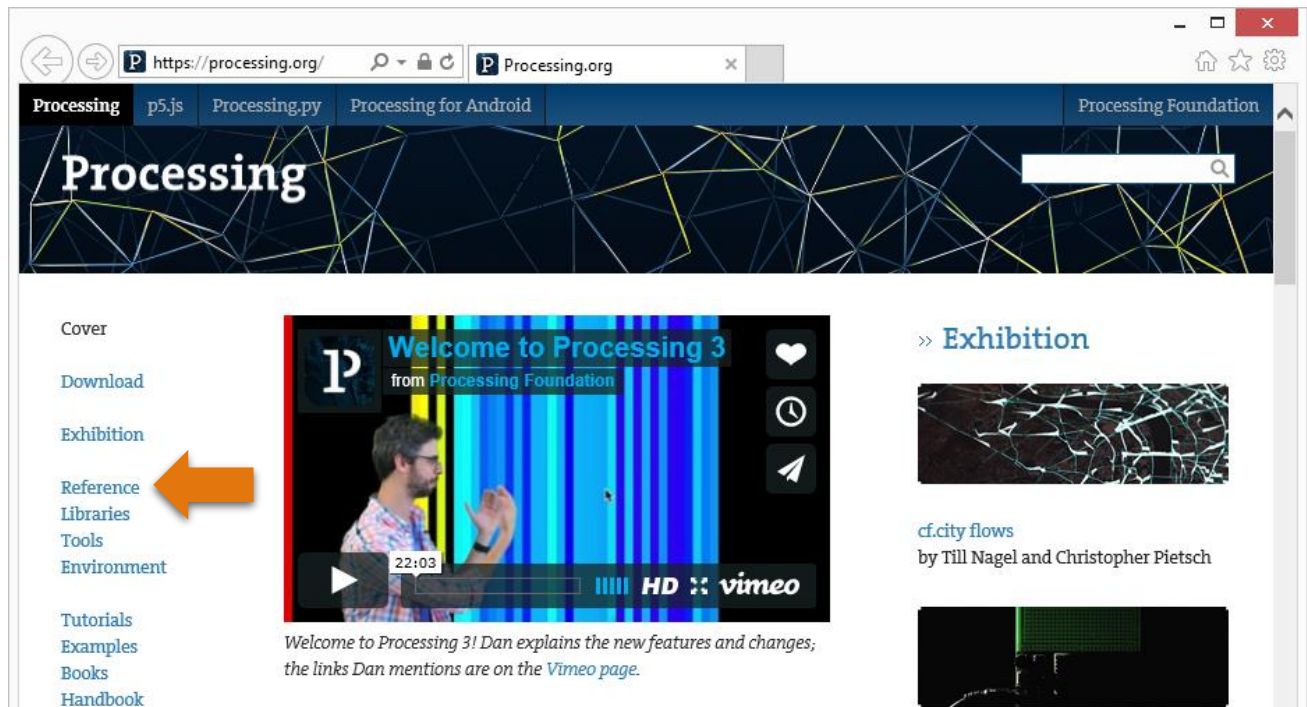 https://processing.org/
Processing.org
Processing p5.js Processing.py Processing for Android Processing Foundation
Processing
Cover
Download
Exhibition
Reference
Libraries
Tools
Environment
Tutorials
Examples
Books
Handbook
Welcome to Processing 3
from Processing Foundation
22:03
HD vimeo
Welcome to Processing 3! Dan explains the new features and changes;
the links Dan mentions are on the Vimeo page.
» Exhibition
cf.city flows
by Till Nagel and Christopher Pietsch